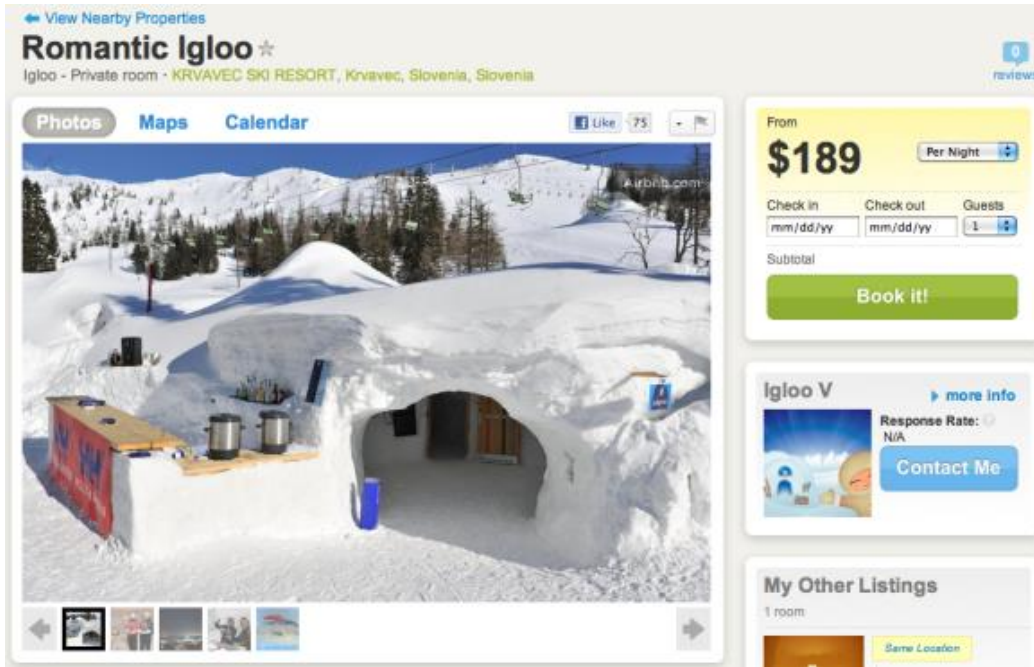 View Nearby Properties
Romantic Igloo
Igloo - Private room · KRVAVEC SKI RESORT, Krvavec, Slovenia, Slovenia
0
reviews
Photos Maps Calendar
Like 75
Airbnb.com
From
$189 Per Night
Check in Check out Guests
mm/dd/yy mm/dd/yy 1
Subtotal
Book it!
Igloo V
more info
Response Rate:
N/A
Contact Me
My Other Listings
1 room
Same Location